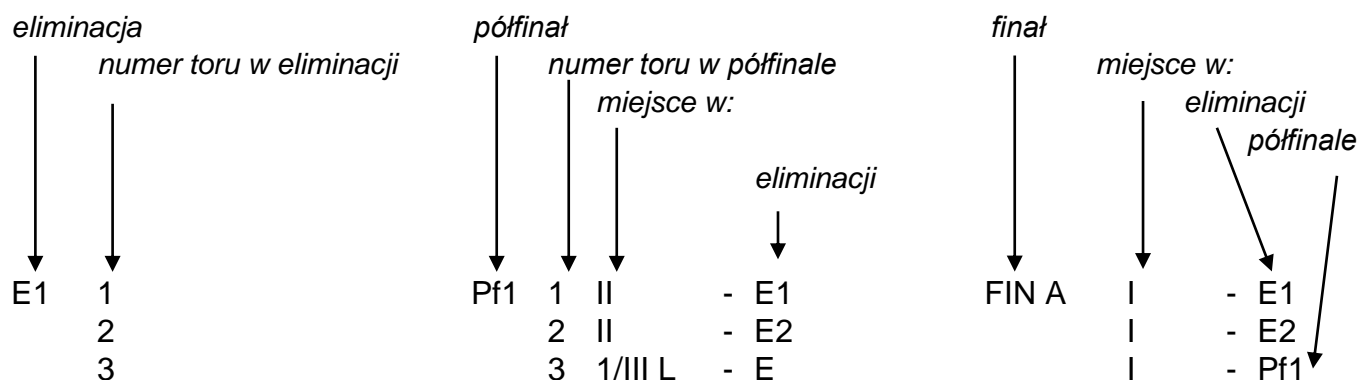 eliminacja półfinał finał
numer toru w eliminacji numer toru w półfinale miejsce w:
miejsce w: eliminacji
półfinale
eliminacji
E1 1 Pf1 1 II - E1 FIN A I - E1
2 2 II - E2 I - E2
3 3 1/III L - E I - Pf1